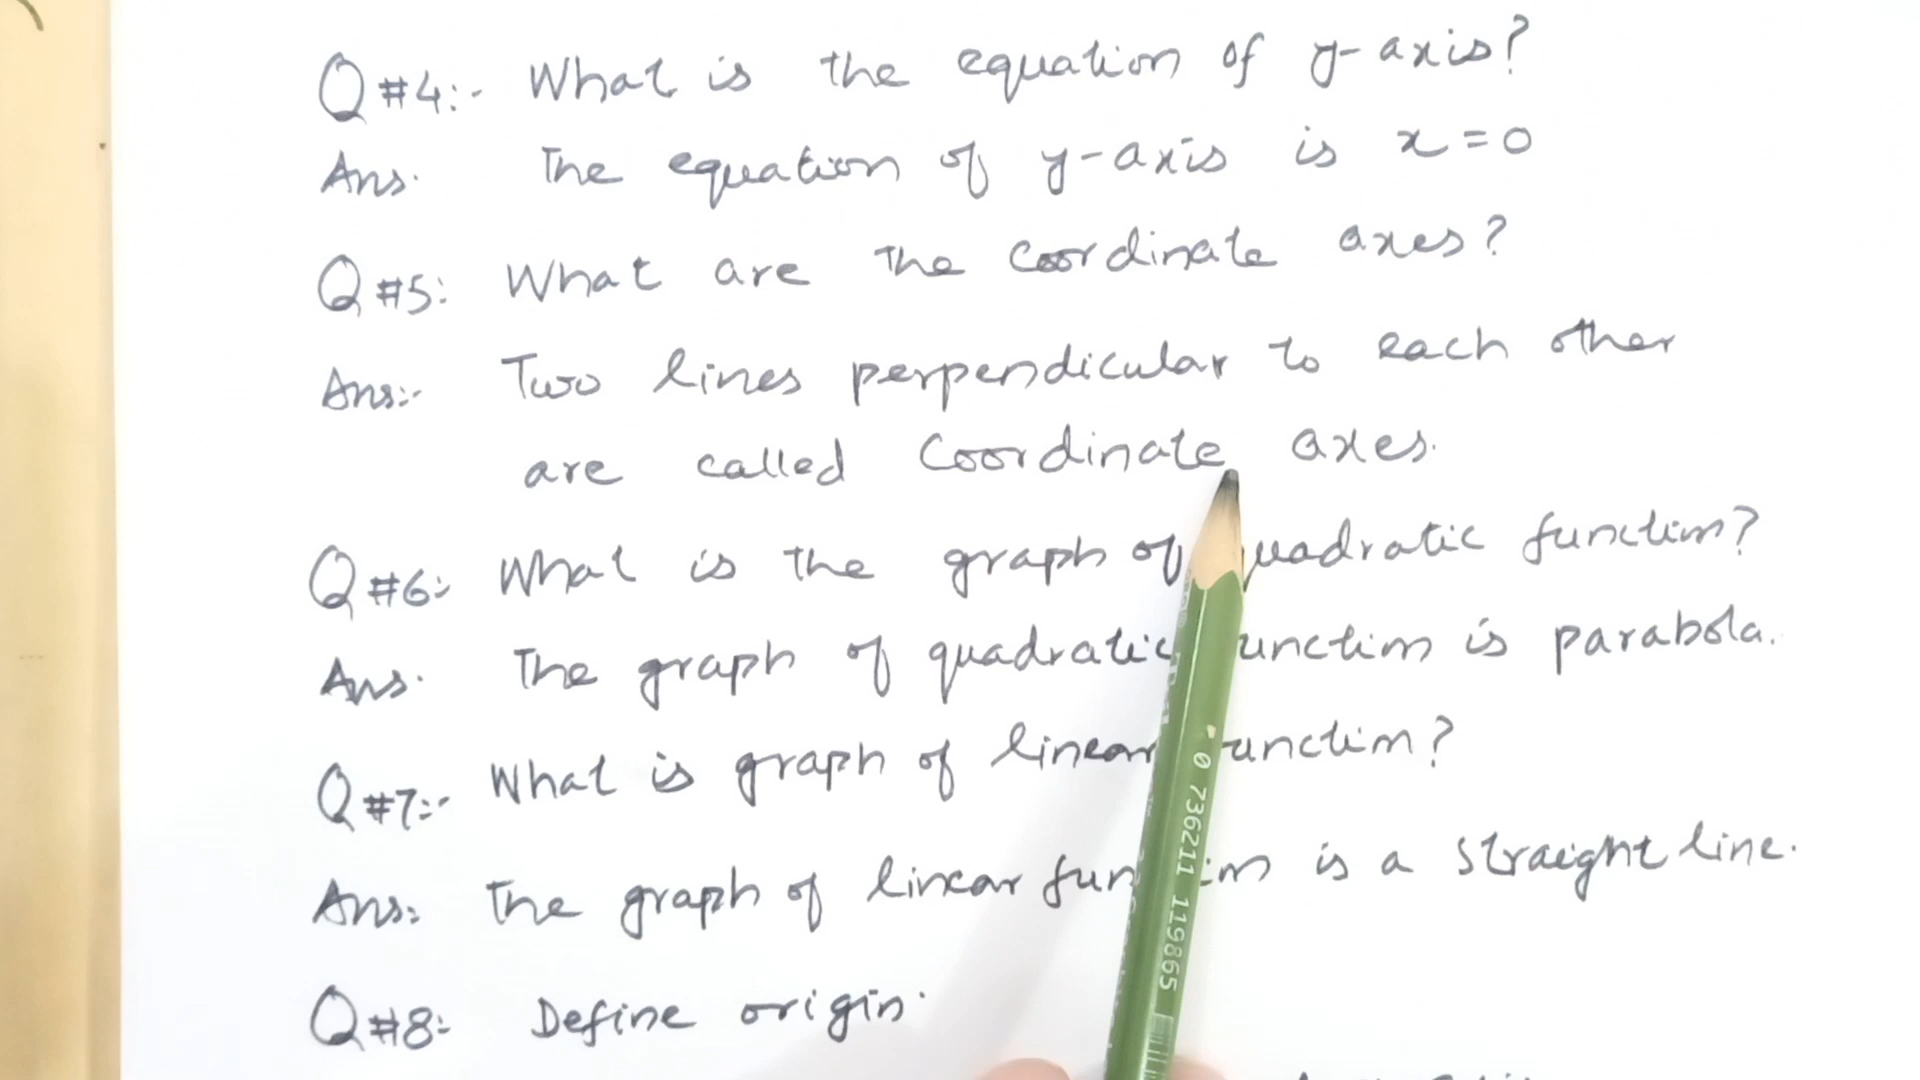 Q#4:- What is the equation of y-axis?
Ans. The equation of y-axis is x=0
Q#5: What are the coordinate axes?
Ans:- Two lines perpendicular to each other
are called Coordinate axes.
Q#6:- What is the graph of quadratic function?
Ans. The graph of quadratic function is parabola.
Q#7:- What is graph of linear function?
Ans: The graph of linear function is a straight line.
Q#8:- Define origin.
0 736211 119865